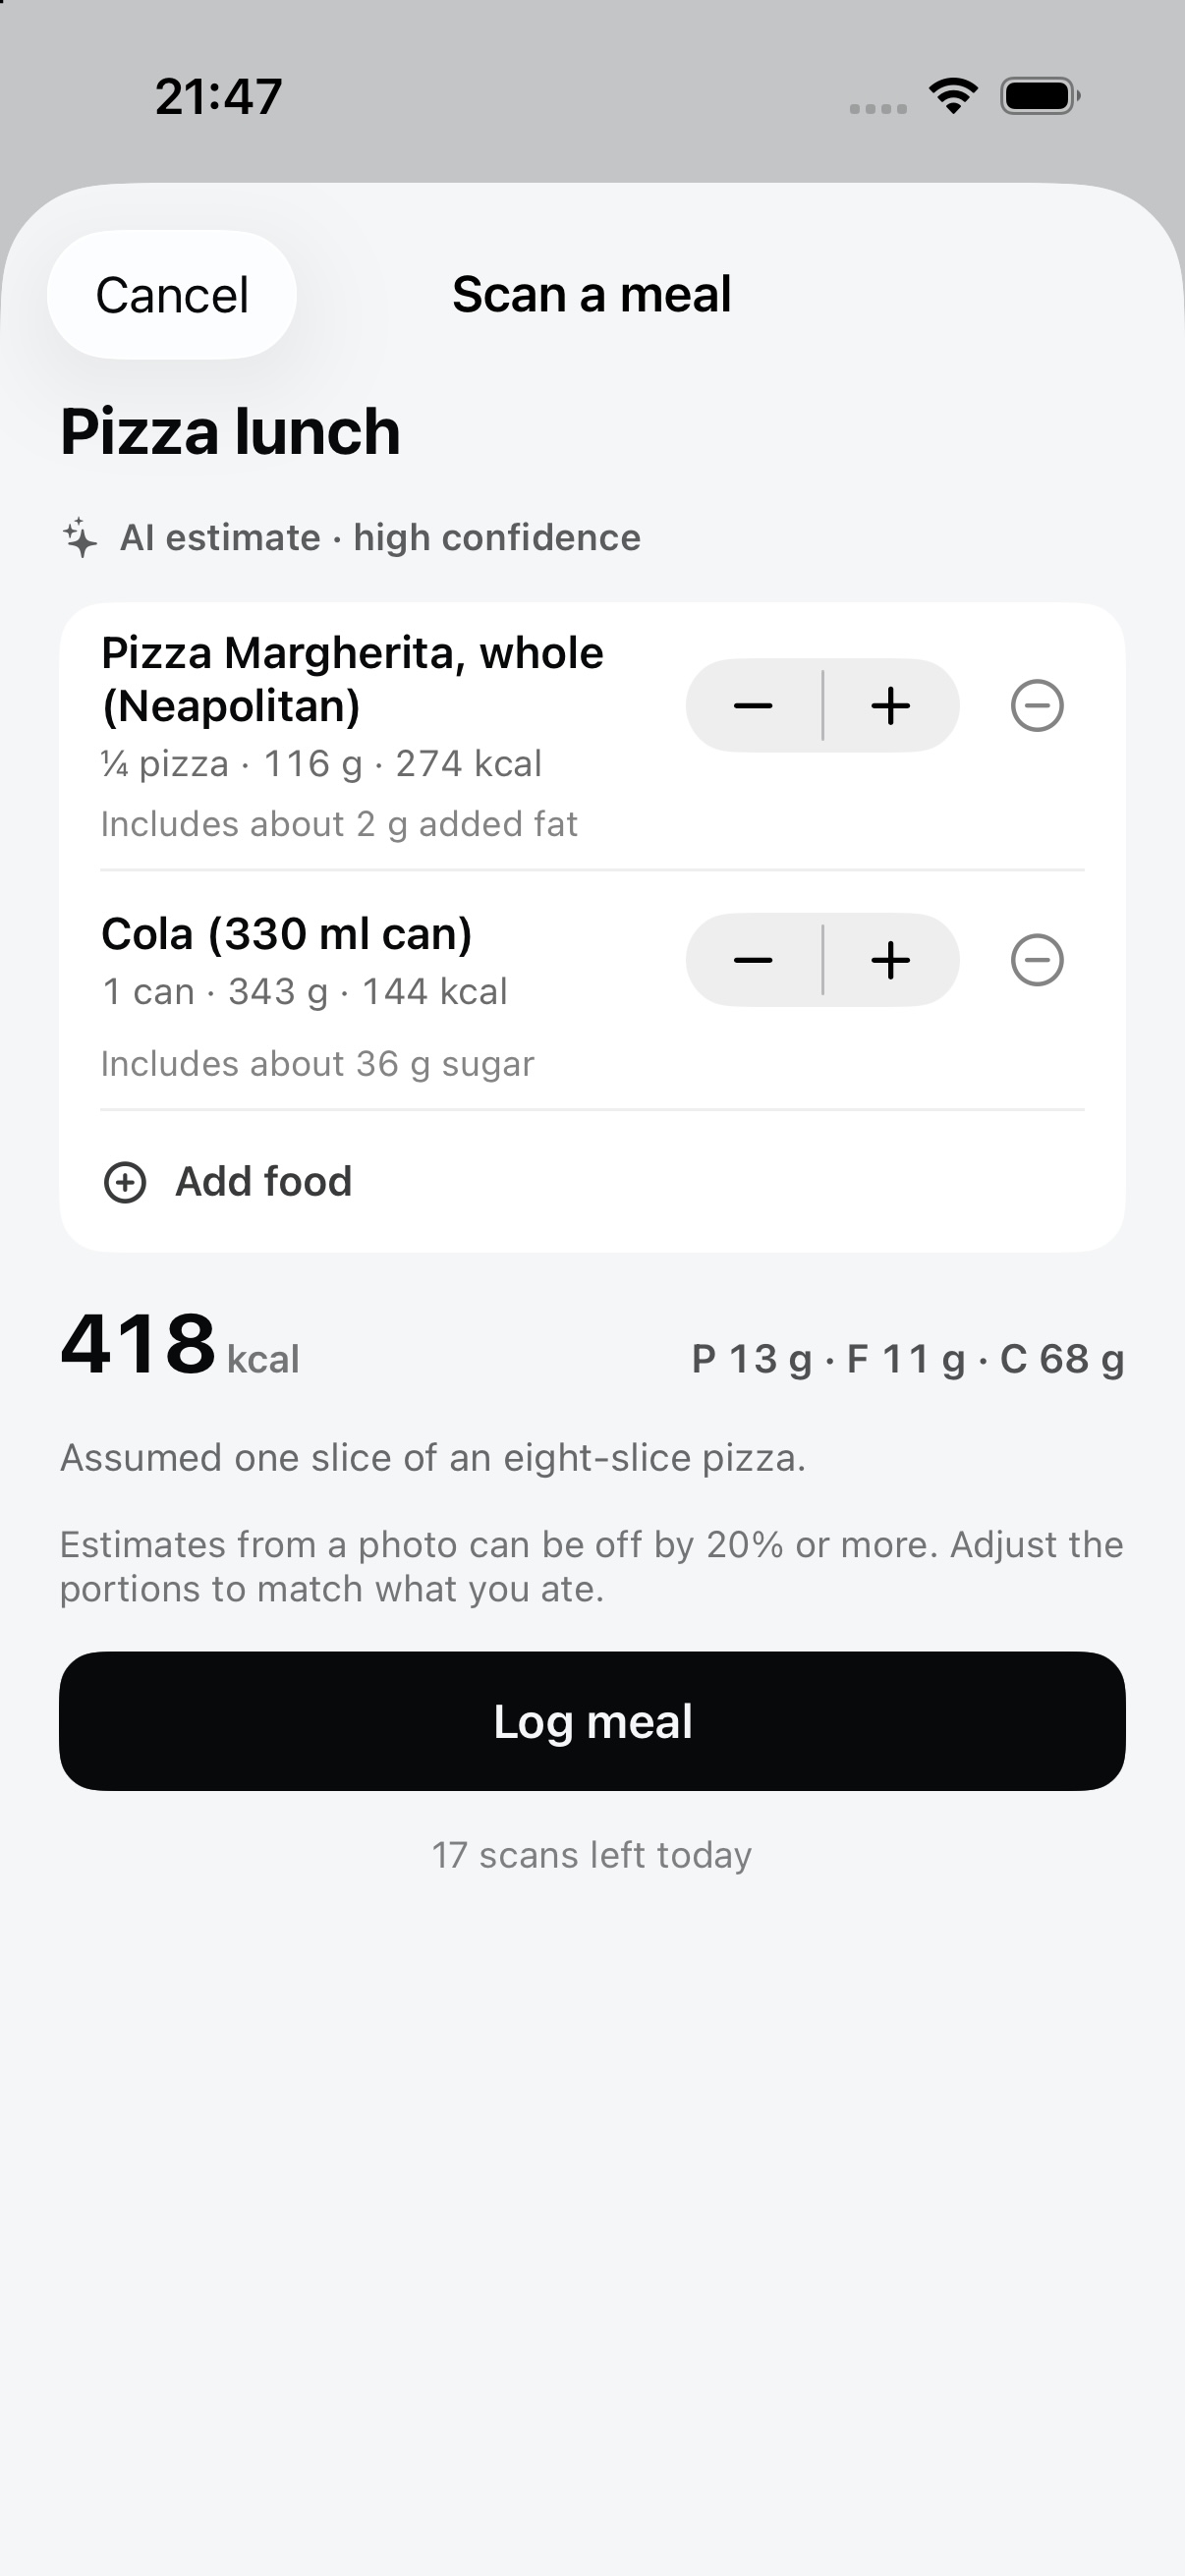 21:47
Cancel
Scan a meal
Pizza lunch
AI estimate · high confidence
Pizza Margherita, whole
(Neapolitan)
¼ pizza · 116 g · 274 kcal
Includes about 2 g added fat
Cola (330 ml can)
1 can · 343 g · 144 kcal
Includes about 36 g sugar
Add food
418 kcal
P 13 g · F 11 g · C 68 g
Assumed one slice of an eight-slice pizza.
Estimates from a photo can be off by 20% or more. Adjust the
portions to match what you ate.
Log meal
17 scans left today